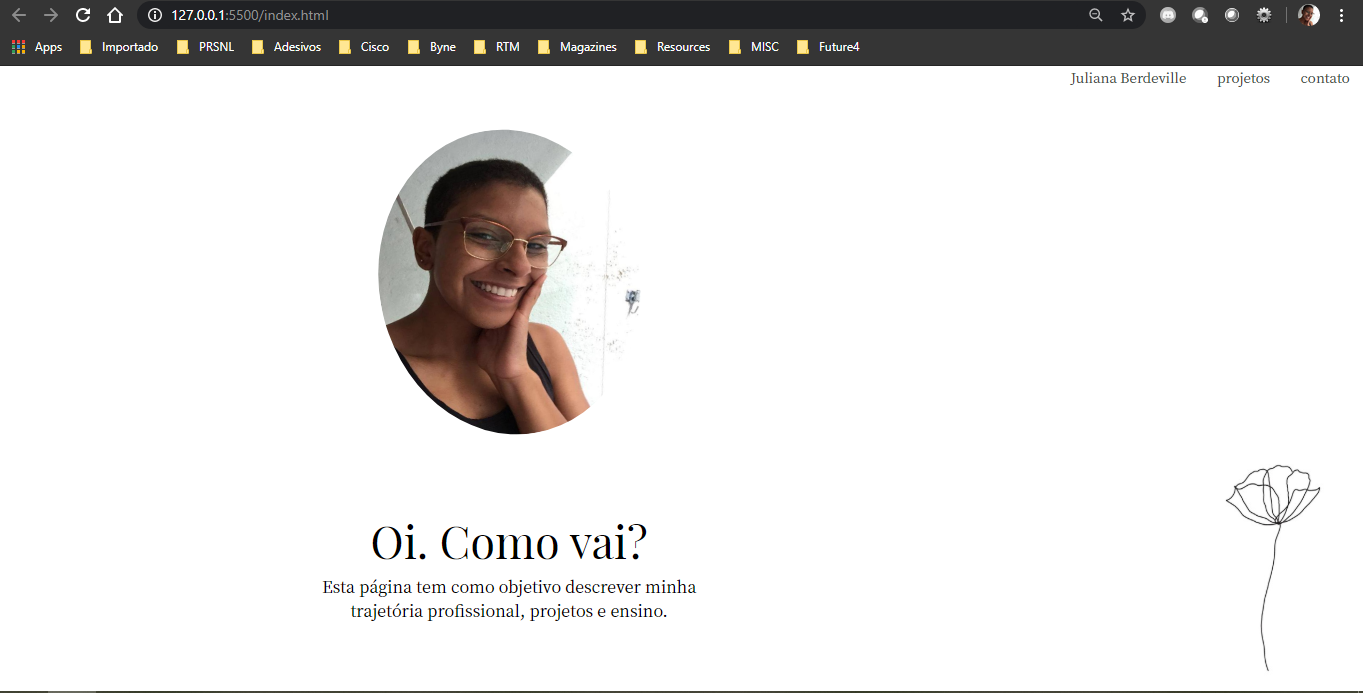 127.0.0.1:5500/index.html
Apps Importado PRSNL Adesivos Cisco Byne RTM Magazines Resources MISC Future4
Juliana Berdeville projetos contato
Oi. Como vai?
Esta página tem como objetivo descrever minha
trajetória profissional, projetos e ensino.